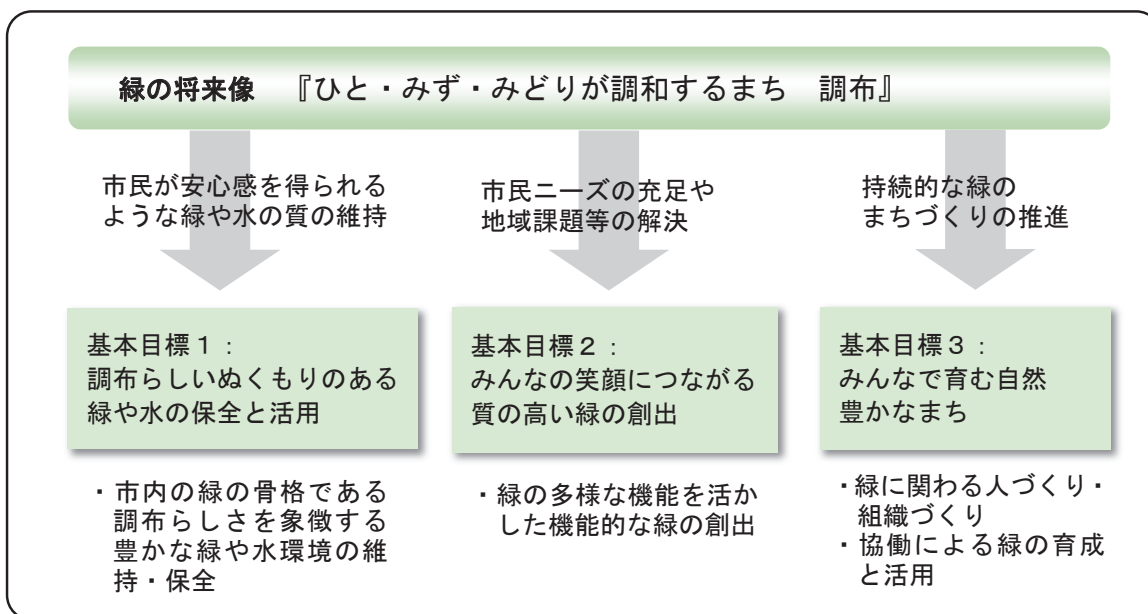 緑の将来像 『ひと・みず・みどりが調和するまち 調布』
市民が安心感を得られる
ような緑や水の質の維持
市民ニーズの充足や
地域課題等の解決
持続的な緑の
まちづくりの推進
基本目標１：
調布らしいぬくもりのある
緑や水の保全と活用
基本目標２：
みんなの笑顔につながる
質の高い緑の創出
基本目標３：
みんなで育む自然
豊かなまち
・市内の緑の骨格である
調布らしさを象徴する
豊かな緑や水環境の維
持・保全
・緑の多様な機能を活か
した機能的な緑の創出
・緑に関わる人づくり・
組織づくり
・協働による緑の育成
と活用